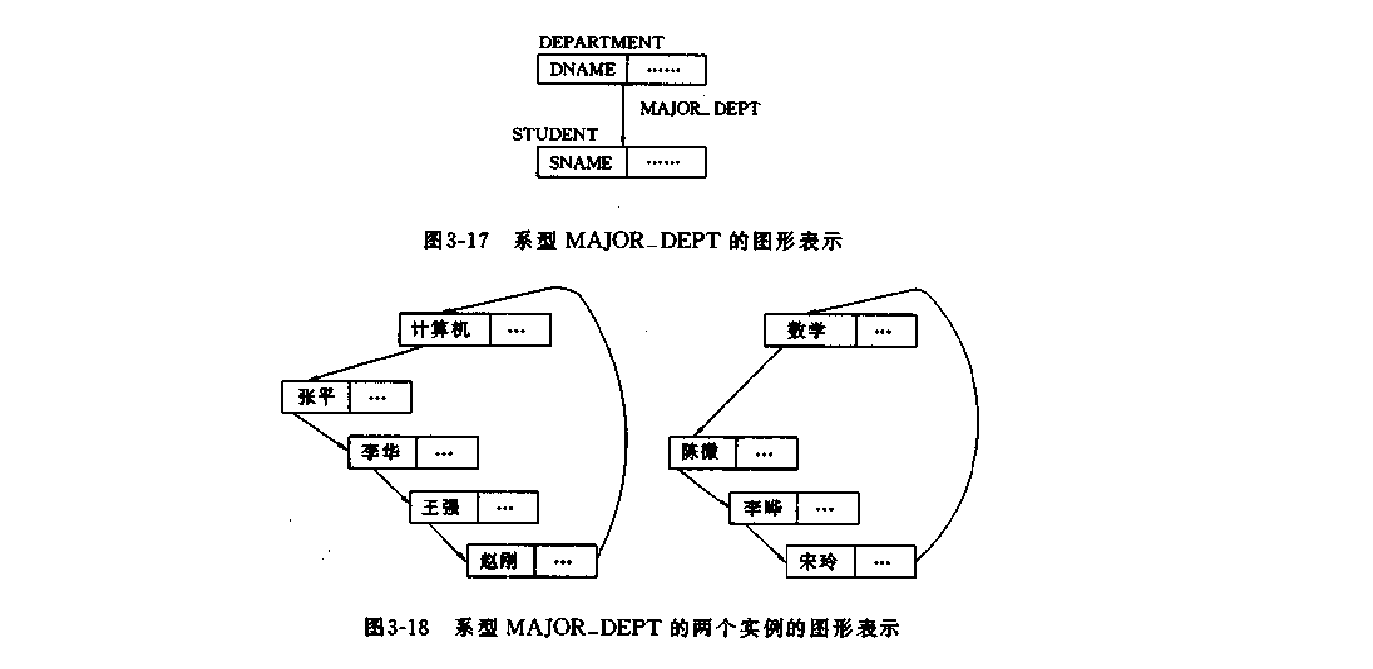 DEPARTMENT
DNAME ······
MAJOR_DEPT
STUDENT
SNAME ······
图3-17 系型 MAJOR_DEPT 的图形表示
计算机 ···
数学 ···
张平 ···
李华 ···
陈微 ···
王强 ···
李晔 ···
赵刚 ···
宋玲 ···
图3-18 系型 MAJOR_DEPT 的两个实例的图形表示